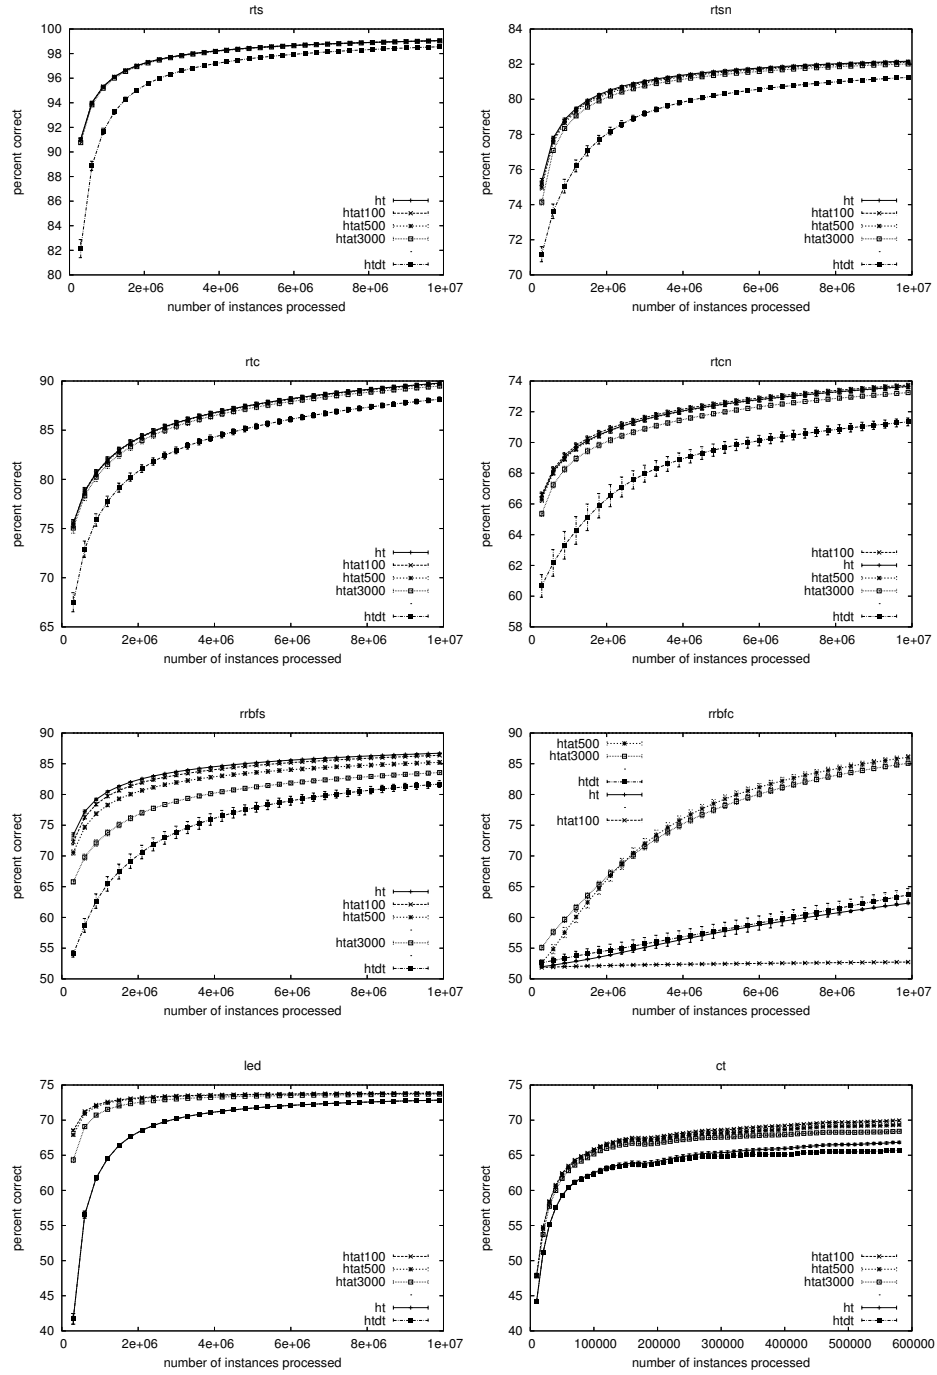 rts
100
98
96
94
92
90
88
86
84
82
80
percent correct
ht
htat100
htat500
htat3000
.
htdt
0 2e+06 4e+06 6e+06 8e+06 1e+07
number of instances processed
rtsn
84
82
80
78
76
74
72
70
percent correct
ht
htat100
htat500
htat3000
.
htdt
0 2e+06 4e+06 6e+06 8e+06 1e+07
number of instances processed
rtc
90
85
80
75
70
65
percent correct
ht
htat100
htat500
htat3000
.
htdt
0 2e+06 4e+06 6e+06 8e+06 1e+07
number of instances processed
rtcn
74
72
70
68
66
64
62
60
58
percent correct
htat100
ht
htat500
htat3000
.
htdt
0 2e+06 4e+06 6e+06 8e+06 1e+07
number of instances processed
rrbfs
90
85
80
75
70
65
60
55
50
percent correct
ht
htat100
htat500
.
htat3000
.
htdt
0 2e+06 4e+06 6e+06 8e+06 1e+07
number of instances processed
rrbfc
90
85
80
75
70
65
60
55
50
percent correct
htat500
htat3000
.
htdt
ht
.
htat100
0 2e+06 4e+06 6e+06 8e+06 1e+07
number of instances processed
led
75
70
65
60
55
50
45
40
percent correct
htat100
htat500
htat3000
.
ht
htdt
0 2e+06 4e+06 6e+06 8e+06 1e+07
number of instances processed
ct
75
70
65
60
55
50
45
40
percent correct
htat100
htat500
htat3000
.
ht
htdt
0 100000 200000 300000 400000 500000 600000
number of instances processed